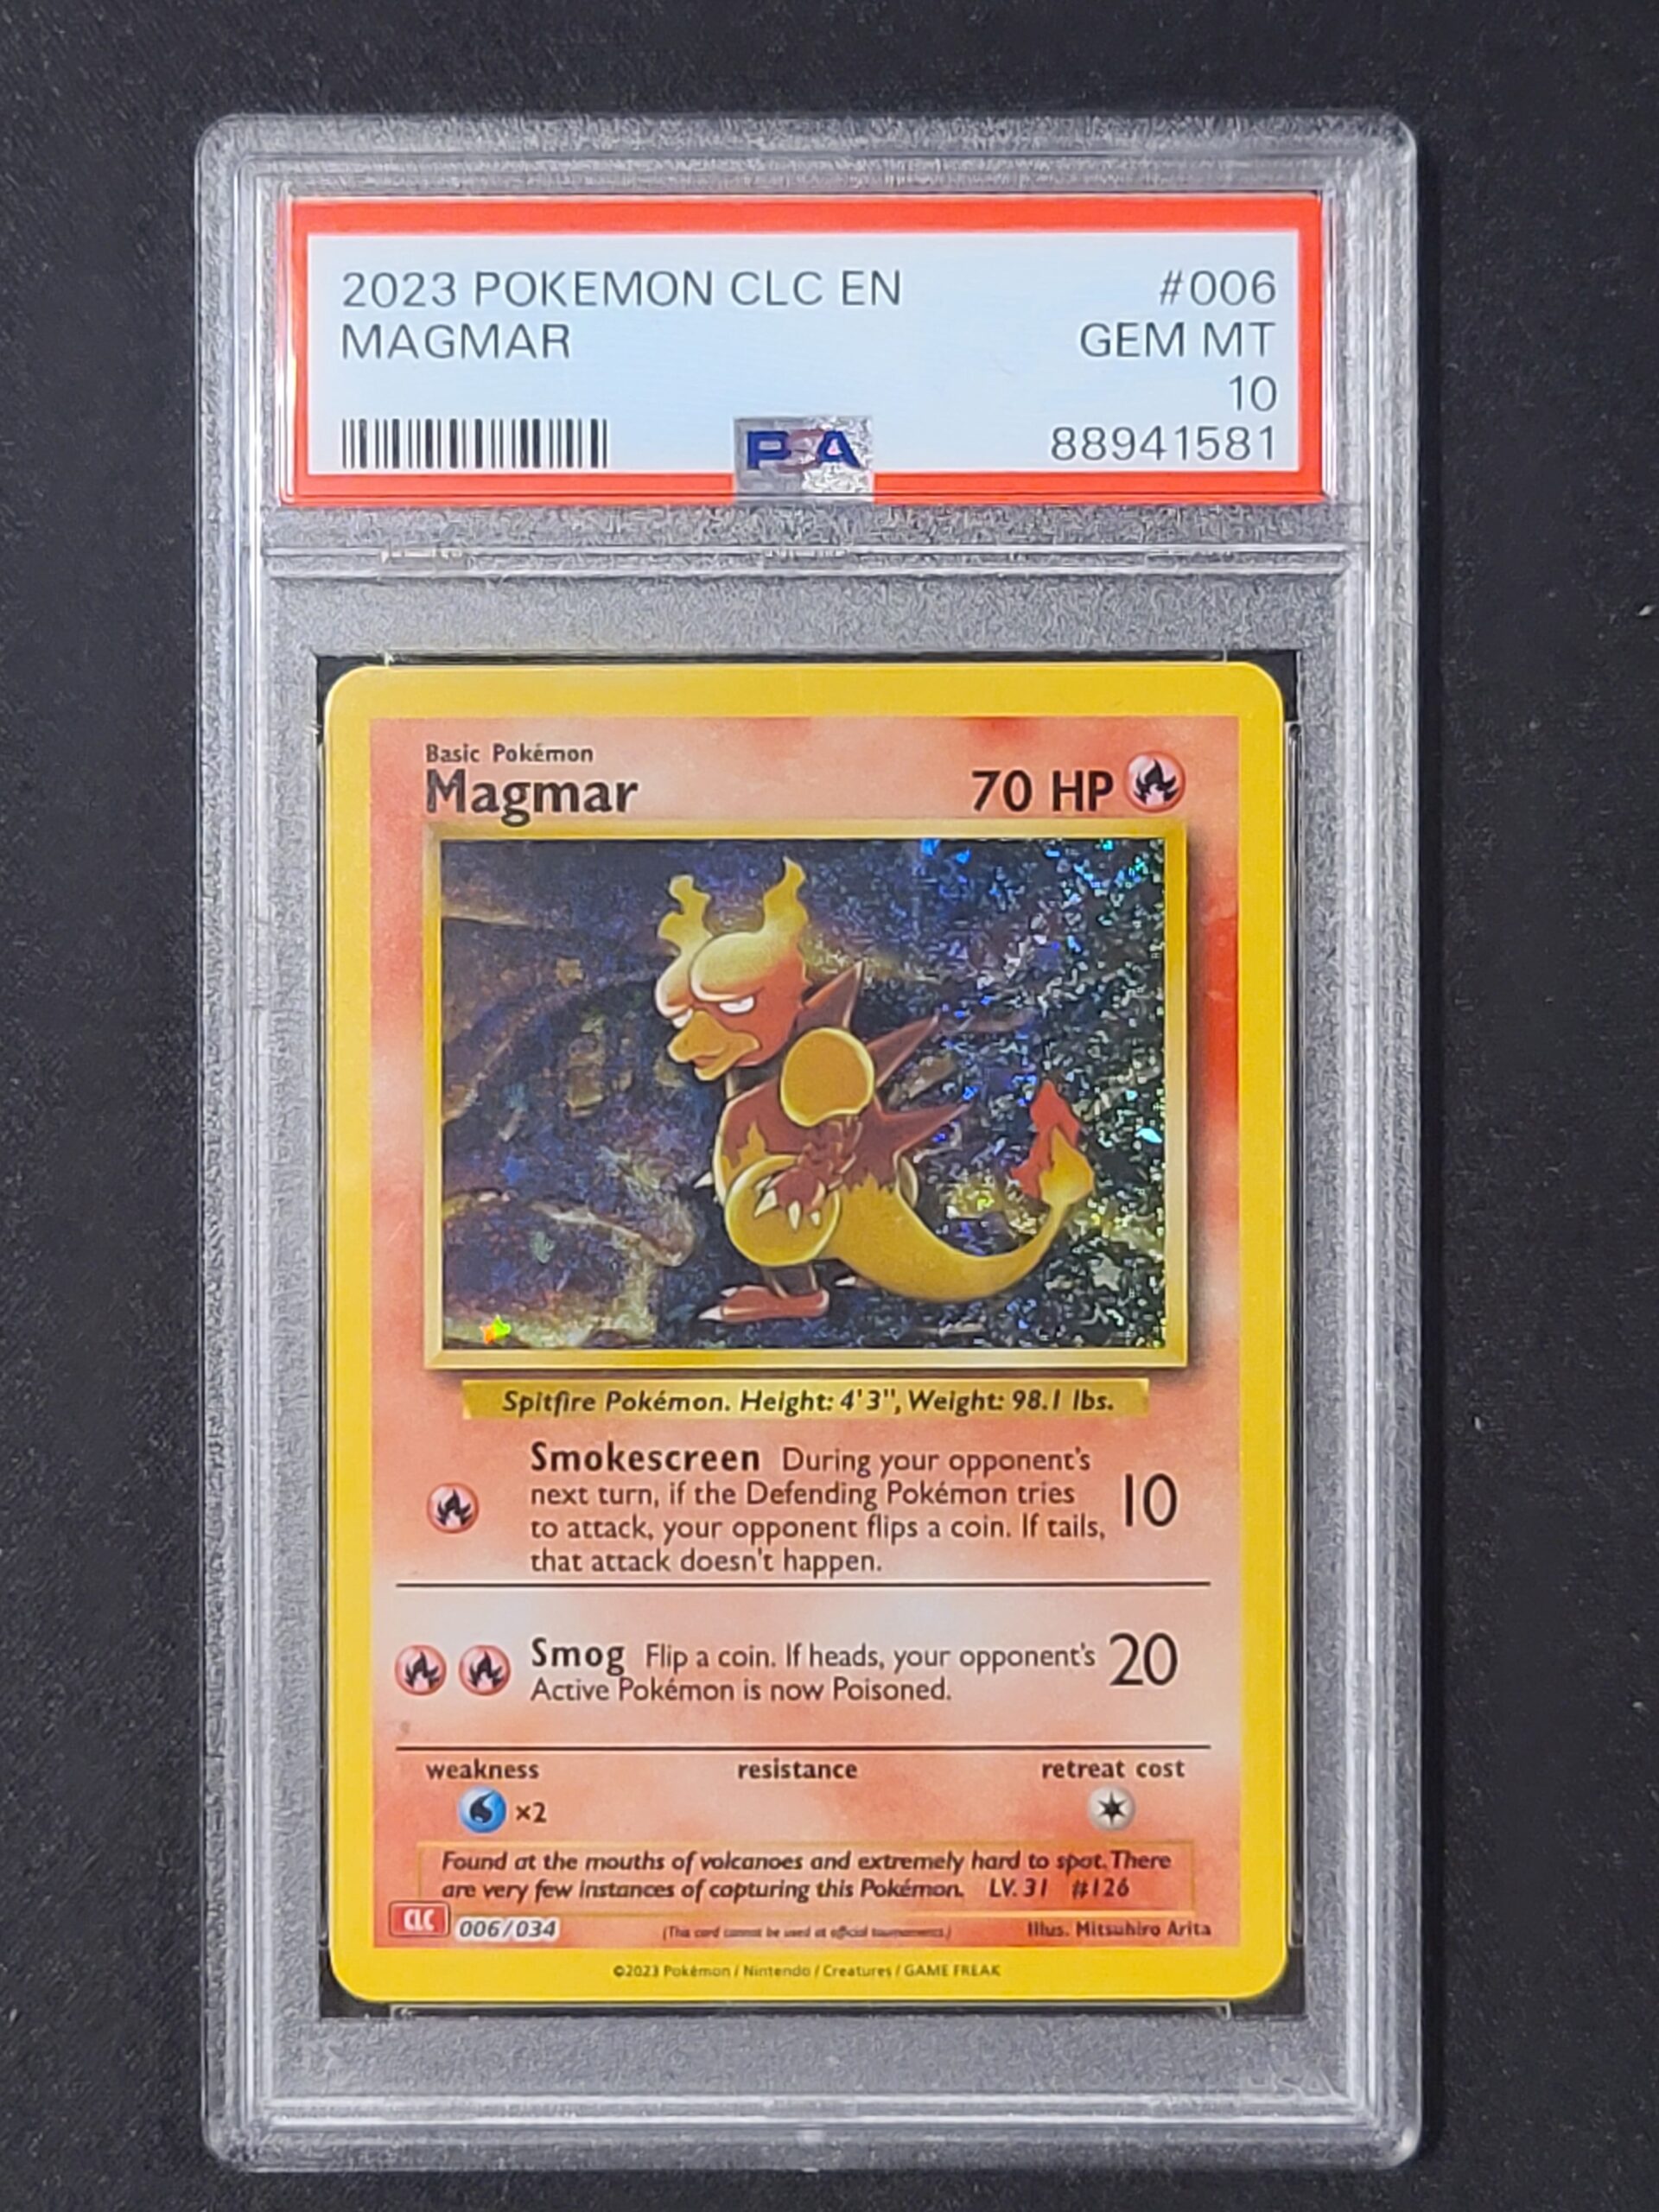 2023 POKEMON CLC EN #006
MAGMAR GEM MT
10
PSA 88941581
Basic Pokémon
Magmar 70 HP
Spitfire Pokémon. Height: 4'3", Weight: 98.1 lbs.
Smokescreen During your opponent's
next turn, if the Defending Pokémon tries
to attack, your opponent flips a coin. If tails,
that attack doesn't happen.
10
Smog Flip a coin. If heads, your opponent's
Active Pokémon is now Poisoned.
20
weakness resistance retreat cost
×2
Found at the mouths of volcanoes and extremely hard to spot. There
are very few instances of capturing this Pokémon. LV. 31 #126
CLC 006/034 (This card cannot be used at official tournaments.) Illus. Mitsuhiro Arita
©2023 Pokémon / Nintendo / Creatures / GAME FREAK
PSA